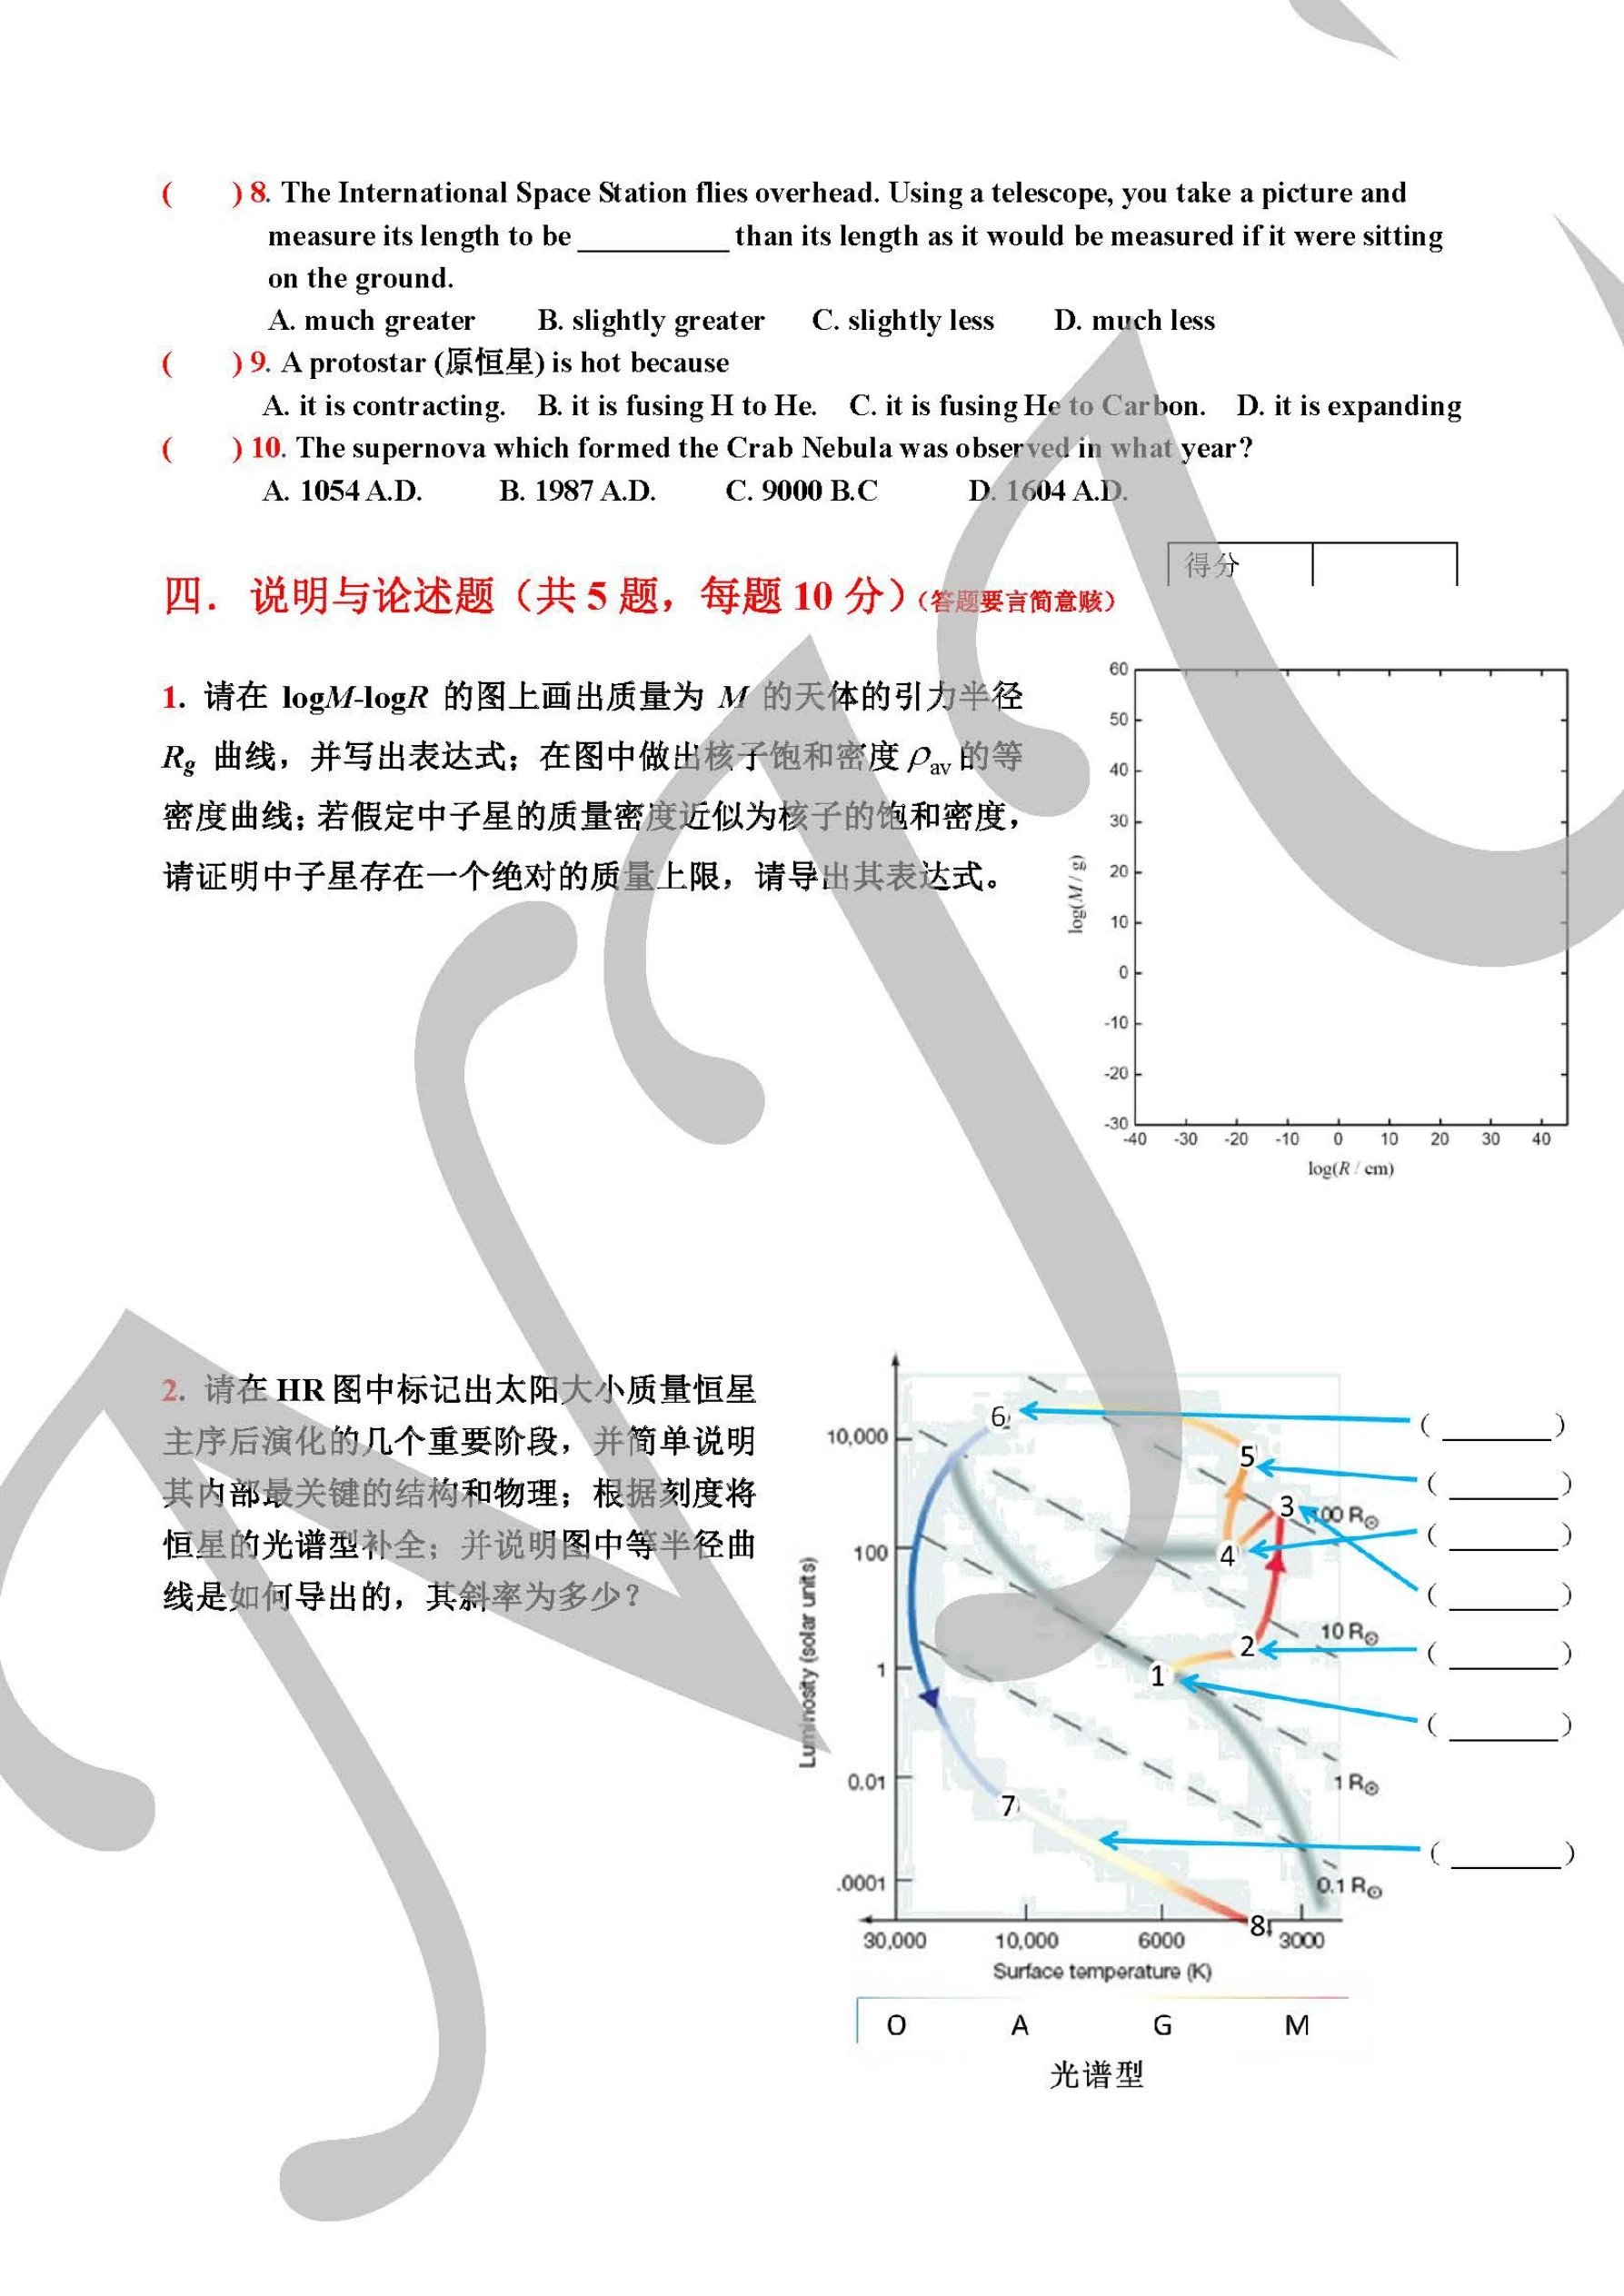 (  ) 8. The International Space Station flies overhead. Using a telescope, you take a picture and
measure its length to be __________ than its length as it would be measured if it were sitting
on the ground.
A. much greater B. slightly greater C. slightly less D. much less
(  ) 9. A protostar (原恒星) is hot because
A. it is contracting. B. it is fusing H to He. C. it is fusing He to Carbon. D. it is expanding
(  ) 10. The supernova which formed the Crab Nebula was observed in what year?
A. 1054 A.D. B. 1987 A.D. C. 9000 B.C D. 1604 A.D.
得分
四. 说明与论述题（共 5 题，每题 10 分）（答题要言简意赅）
1. 请在 logM-logR 的图上画出质量为 M 的天体的引力半径
Rg 曲线，并写出表达式；在图中做出核子饱和密度 ρav 的等
密度曲线；若假定中子星的质量密度近似为核子的饱和密度，
请证明中子星存在一个绝对的质量上限，请导出其表达式。
60
50
40
30
20
10
0
-10
-20
-30
log(M / g)
-40 -30 -20 -10 0 10 20 30 40
log(R / cm)
2. 请在 HR 图中标记出太阳大小质量恒星
主序后演化的几个重要阶段，并简单说明
其内部最关键的结构和物理；根据刻度将
恒星的光谱型补全；并说明图中等半径曲
线是如何导出的，其斜率为多少？
Luminosity (solar units)
10,000
100
1
0.01
.0001
6
5
3
4
2
1
7
8
100 R⊙
10 R⊙
1 R⊙
0.1 R⊙
( ________ )
( ________ )
( ________ )
( ________ )
( ________ )
( ________ )
( ________ )
30,000 10,000 6000 3000
Surface temperature (K)
O A G M
光谱型